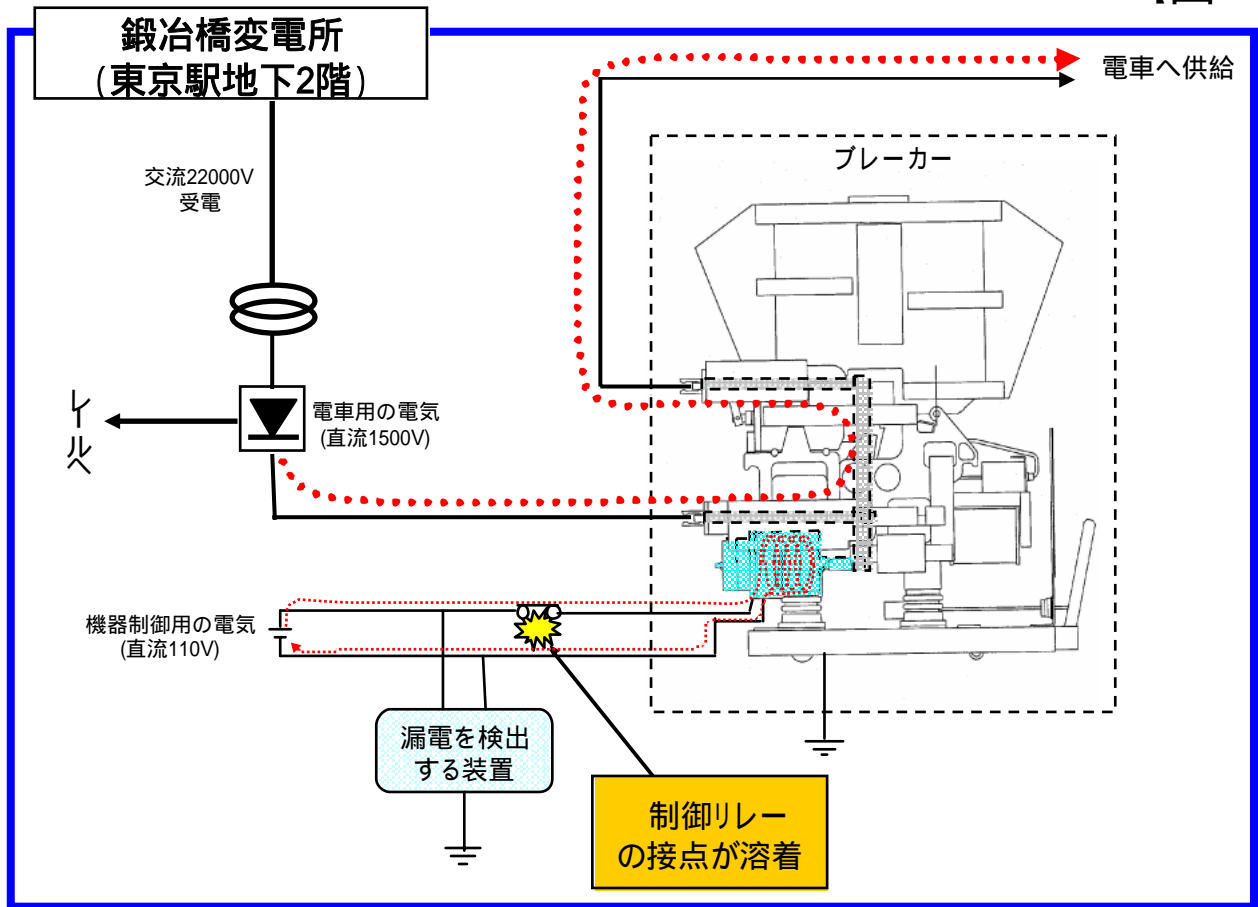 鍛冶橋変電所
(東京駅地下2階)
電車へ供給
ブレーカー
交流22000V
受電
レールへ
電車用の電気
(直流1500V)
機器制御用の電気
(直流110V)
漏電を検出
する装置
制御リレー
の接点が溶着